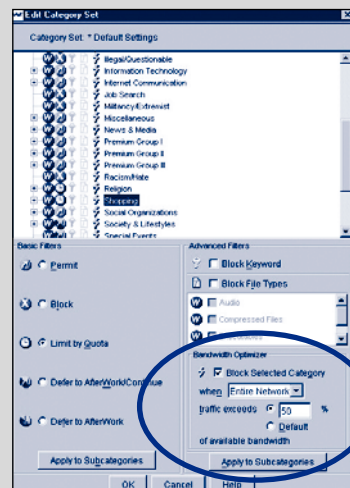 Edit Category Set
Category Set: * Default Settings
Illegal/Questionable
Information Technology
Internet Communication
Job Search
Militancy/Extremist
Miscellaneous
News & Media
Premium Group I
Premium Group II
Premium Group III
Racism/Hate
Religion
Shopping
Social Organizations
Society & Lifestyles
Special Events
Basic Filters
Permit
Block
Limit by Quota
Defer to AfterWork/Continue
Defer to AfterWork
Apply to Subcategories
Advanced Filters
Block Keyword
Block File Types
Audio
Compressed Files
Bandwidth Optimizer
Block Selected Category
when Entire Network
traffic exceeds 50 %
Default
of available bandwidth
Apply to Subcategories
OK Cancel Help